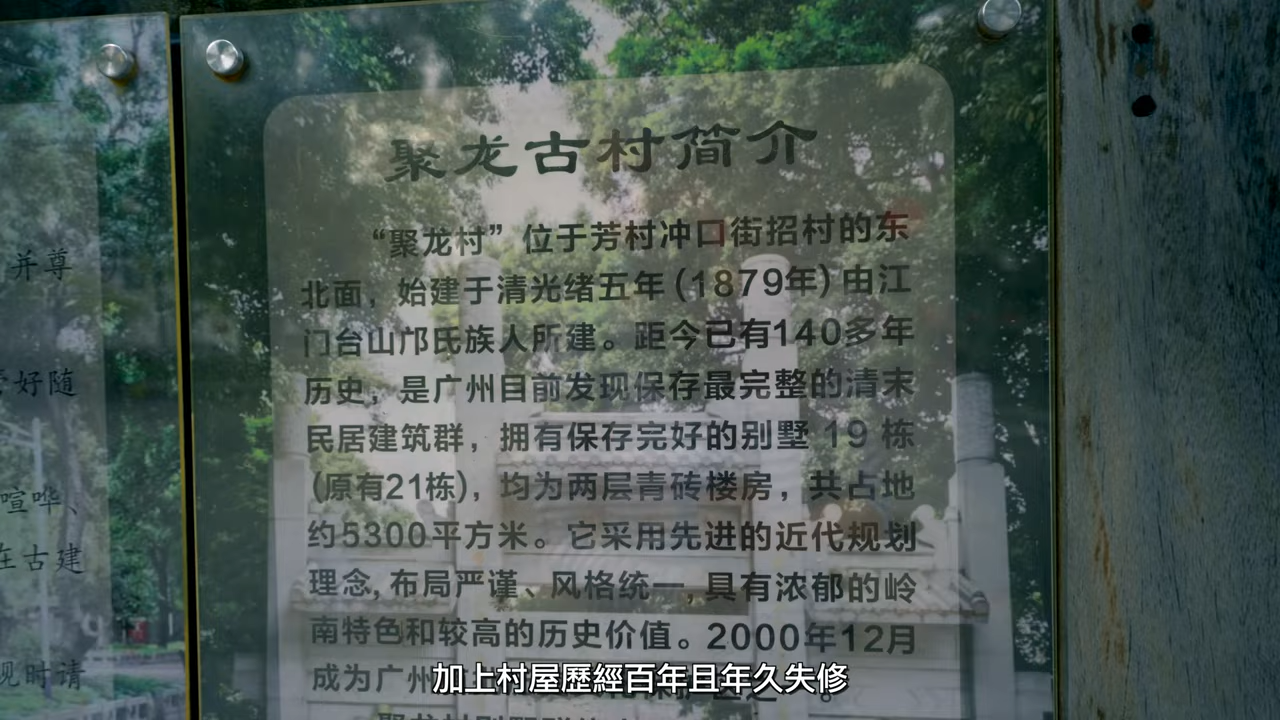 聚龙古村简介
“聚龙村”位于芳村冲口街招村的东
北面，始建于清光绪五年(1879年)由江
门台山邝氏族人所建。距今已有140多年
历史，是广州目前发现保存最完整的清末
民居建筑群，拥有保存完好的别墅19栋
(原有21栋)，均为两层青砖楼房，共占地
约5300平方米。它采用先进的近代规划
理念,布局严谨、风格统一,具有浓郁的岭
南特色和较高的历史价值。2000年12月
成为广州
并尊
好随
喧哗、
在古建
现时请
加上村屋歷經百年且年久失修